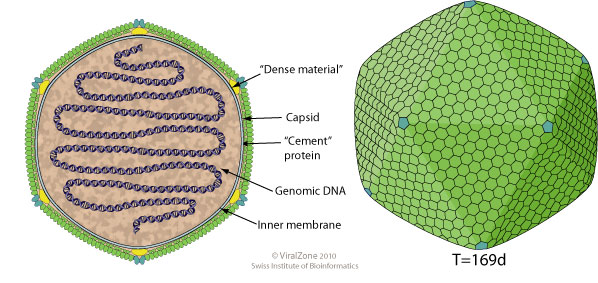 “Dense material”
Capsid
“Cement”
protein
Genomic DNA
Inner membrane
© ViralZone 2010
Swiss Institute of Bioinformatics
T=169d